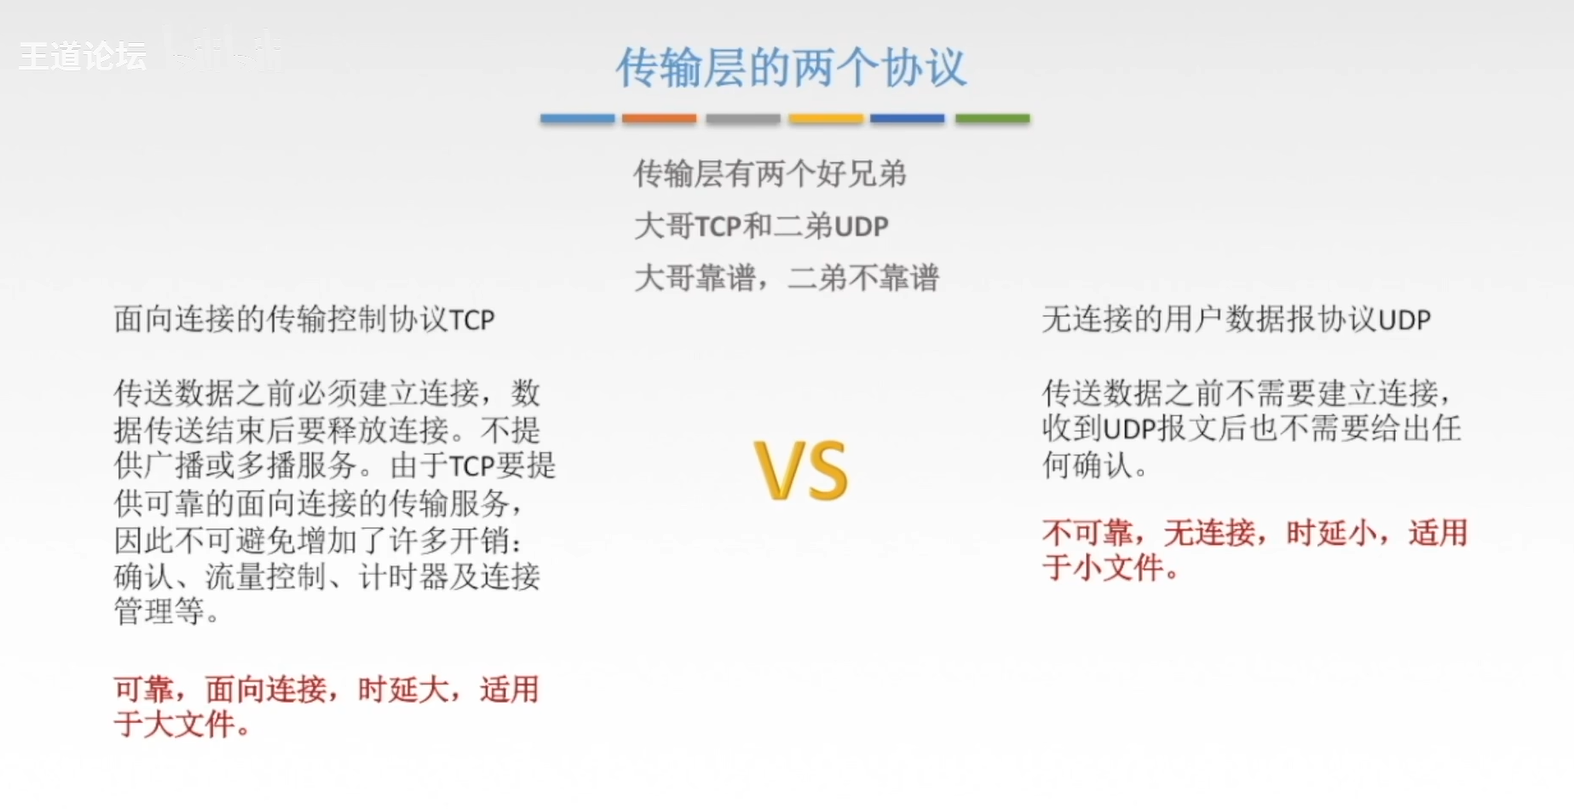 王道论坛
传输层的两个协议
传输层有两个好兄弟
大哥TCP和二弟UDP
大哥靠谱，二弟不靠谱
面向连接的传输控制协议TCP
传送数据之前必须建立连接，数
据传送结束后要释放连接。不提
供广播或多播服务。由于TCP要提
供可靠的面向连接的传输服务，
因此不可避免增加了许多开销：
确认、流量控制、计时器及连接
管理等。
可靠，面向连接，时延大，适用
于大文件。
VS
无连接的用户数据报协议UDP
传送数据之前不需要建立连接，
收到UDP报文后也不需要给出任
何确认。
不可靠，无连接，时延小，适用
于小文件。